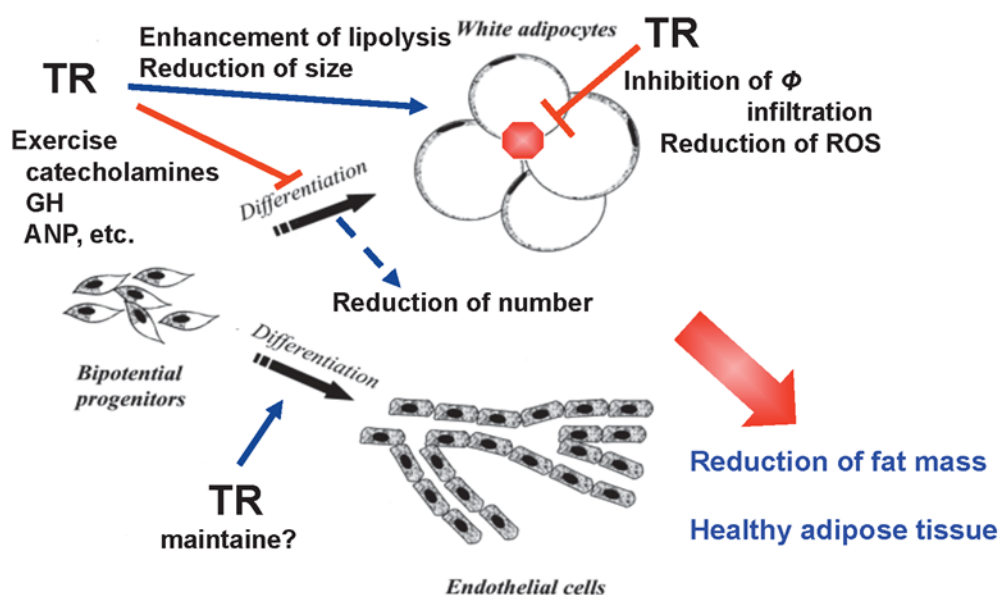 White adipocytes
TR
Enhancement of lipolysis
Reduction of size
TR
Inhibition of Φ
infiltration
Reduction of ROS
Exercise
catecholamines
GH
ANP, etc.
Differentiation
Reduction of number
Bipotential
progenitors
Differentiation
TR
maintaine?
Endothelial cells
Reduction of fat mass
Healthy adipose tissue